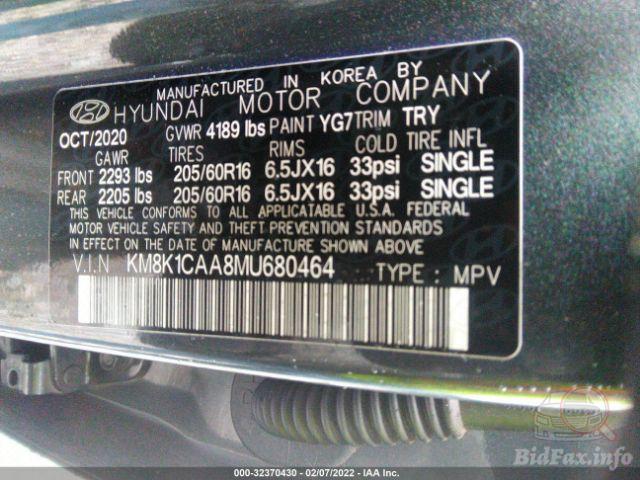 MANUFACTURED IN KOREA BY
HYUNDAI MOTOR COMPANY
OCT/2020 GVWR 4189 lbs PAINT YG7 TRIM TRY
GAWR TIRES RIMS COLD TIRE INFL
FRONT 2293 lbs 205/60R16 6.5JX16 33psi SINGLE
REAR 2205 lbs 205/60R16 6.5JX16 33psi SINGLE
THIS VEHICLE CONFORMS TO ALL APPLICABLE U.S.A. FEDERAL
MOTOR VEHICLE SAFETY AND THEFT PREVENTION STANDARDS
IN EFFECT ON THE DATE OF MANUFACTURE SHOWN ABOVE.
V.I.N KM8K1CAA8MU680464 TYPE : MPV
BidFax.info
000-32370430 - 02/07/2022 - IAA Inc.